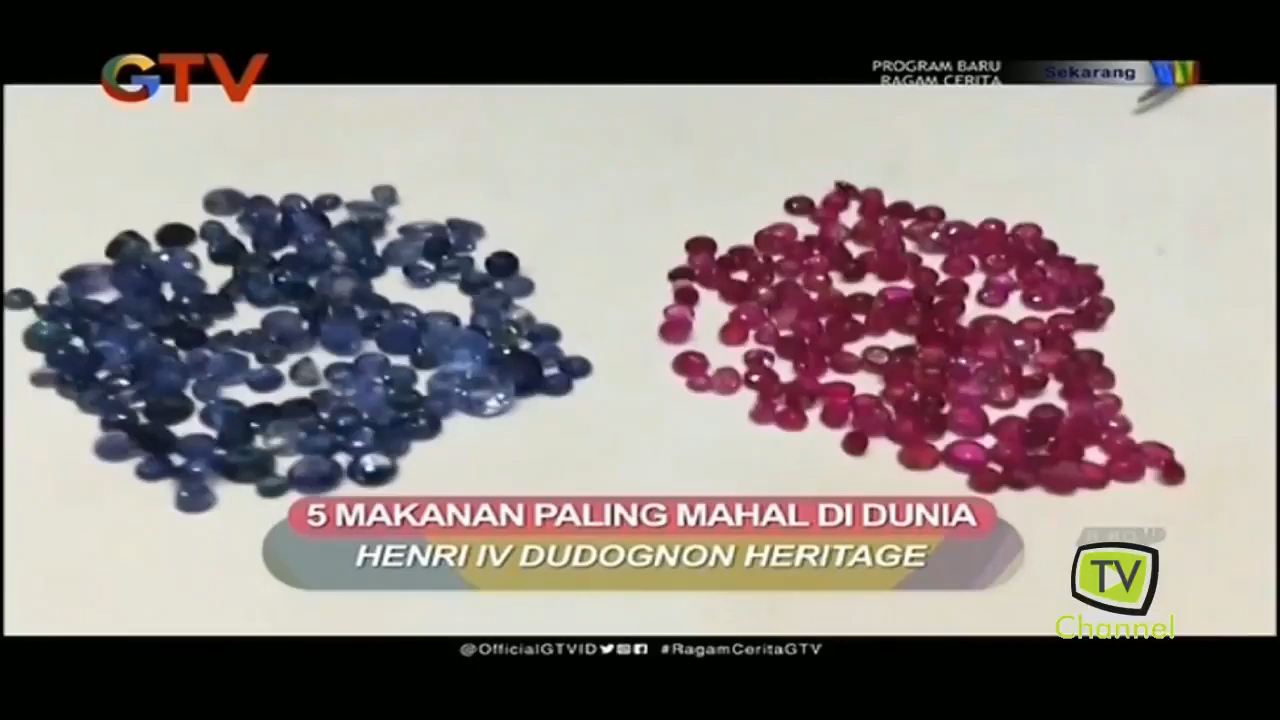 GTV
PROGRAM BARU
RAGAM CERITA
Sekarang
5 MAKANAN PALING MAHAL DI DUNIA
HENRI IV DUDOGNON HERITAGE
TV
Channel
@OfficialGTVID #RagamCeritaGTV